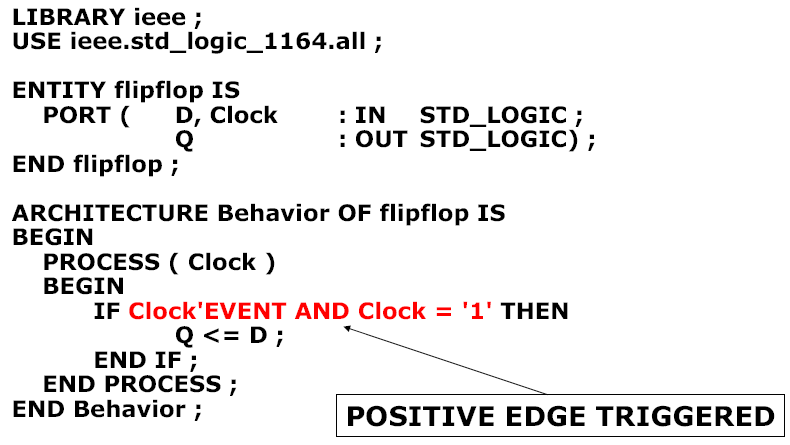 LIBRARY ieee ;
USE ieee.std_logic_1164.all ;
ENTITY flipflop IS
PORT ( D, Clock : IN STD_LOGIC ;
Q : OUT STD_LOGIC) ;
END flipflop ;
ARCHITECTURE Behavior OF flipflop IS
BEGIN
PROCESS ( Clock )
BEGIN
IF Clock'EVENT AND Clock = '1' THEN
Q <= D ;
END IF ;
END PROCESS ;
END Behavior ;
POSITIVE EDGE TRIGGERED